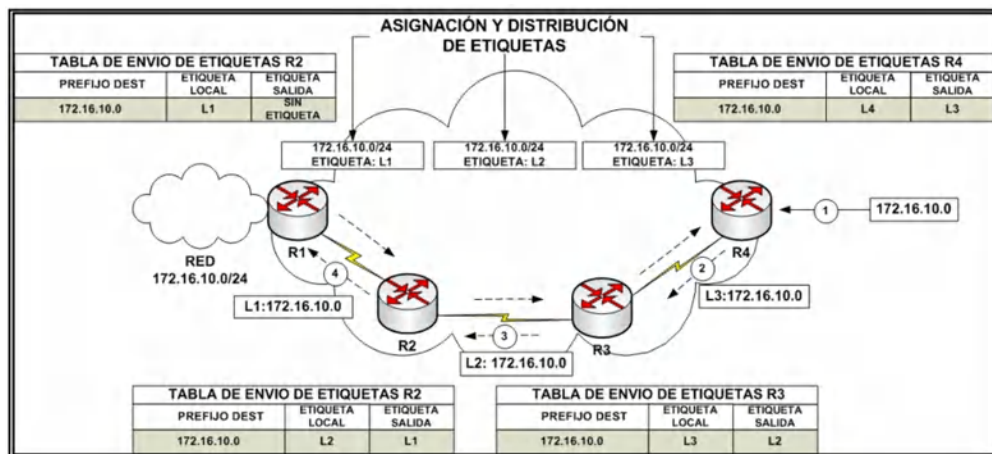 ASIGNACIÓN Y DISTRIBUCIÓN
DE ETIQUETAS
TABLA DE ENVIO DE ETIQUETAS R2
PREFIJO DEST
ETIQUETA
LOCAL
ETIQUETA
SALIDA
172.16.10.0
L1
SIN
ETIQUETA
TABLA DE ENVIO DE ETIQUETAS R4
PREFIJO DEST
ETIQUETA
LOCAL
ETIQUETA
SALIDA
172.16.10.0
L4
L3
172.16.10.0/24
ETIQUETA: L1
172.16.10.0/24
ETIQUETA: L2
172.16.10.0/24
ETIQUETA: L3
1
172.16.10.0
R1
R4
RED
172.16.10.0/24
4
2
L1:172.16.10.0
L3:172.16.10.0
R2
3
R3
L2: 172.16.10.0
TABLA DE ENVIO DE ETIQUETAS R2
PREFIJO DEST
ETIQUETA
LOCAL
ETIQUETA
SALIDA
172.16.10.0
L2
L1
TABLA DE ENVIO DE ETIQUETAS R3
PREFIJO DEST
ETIQUETA
LOCAL
ETIQUETA
SALIDA
172.16.10.0
L3
L2